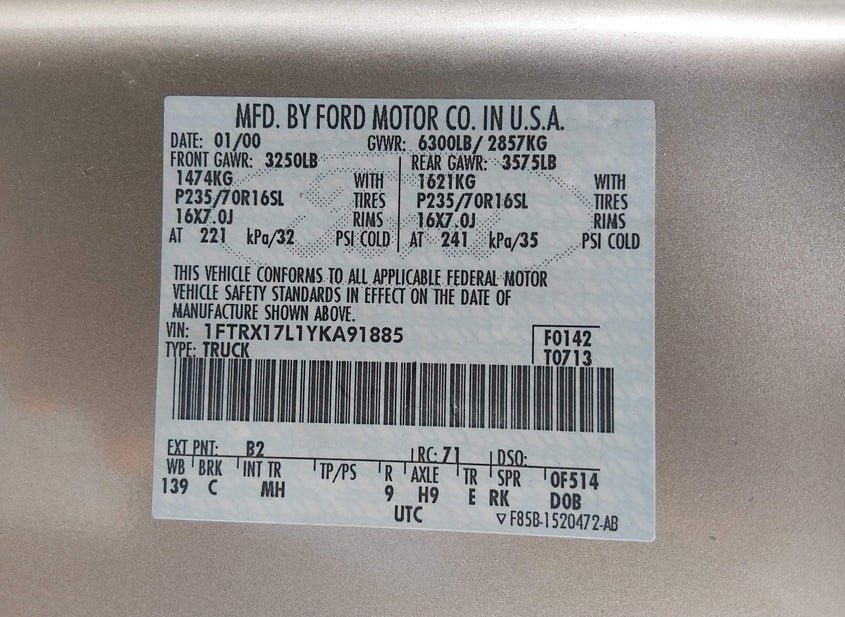 MFD. BY FORD MOTOR CO. IN U.S.A.
DATE: 01/00 GVWR: 6300LB/ 2857KG
FRONT GAWR: 3250LB REAR GAWR: 3575LB
1474KG WITH 1621KG WITH
P235/70R16SL TIRES P235/70R16SL TIRES
16X7.0J RIMS 16X7.0J RIMS
AT 221 kPa/32 PSI COLD AT 241 kPa/35 PSI COLD
THIS VEHICLE CONFORMS TO ALL APPLICABLE FEDERAL MOTOR
VEHICLE SAFETY STANDARDS IN EFFECT ON THE DATE OF
MANUFACTURE SHOWN ABOVE.
VIN: 1FTRX17L1YKA91885 F0142
TYPE: TRUCK T0713
EXT PNT: B2 RC: 71 DSO:
WB BRK INT TR TP/PS R AXLE TR SPR 0F514
139 C MH 9 H9 E RK DOB
UTC ▽ F85B-1520472-AB